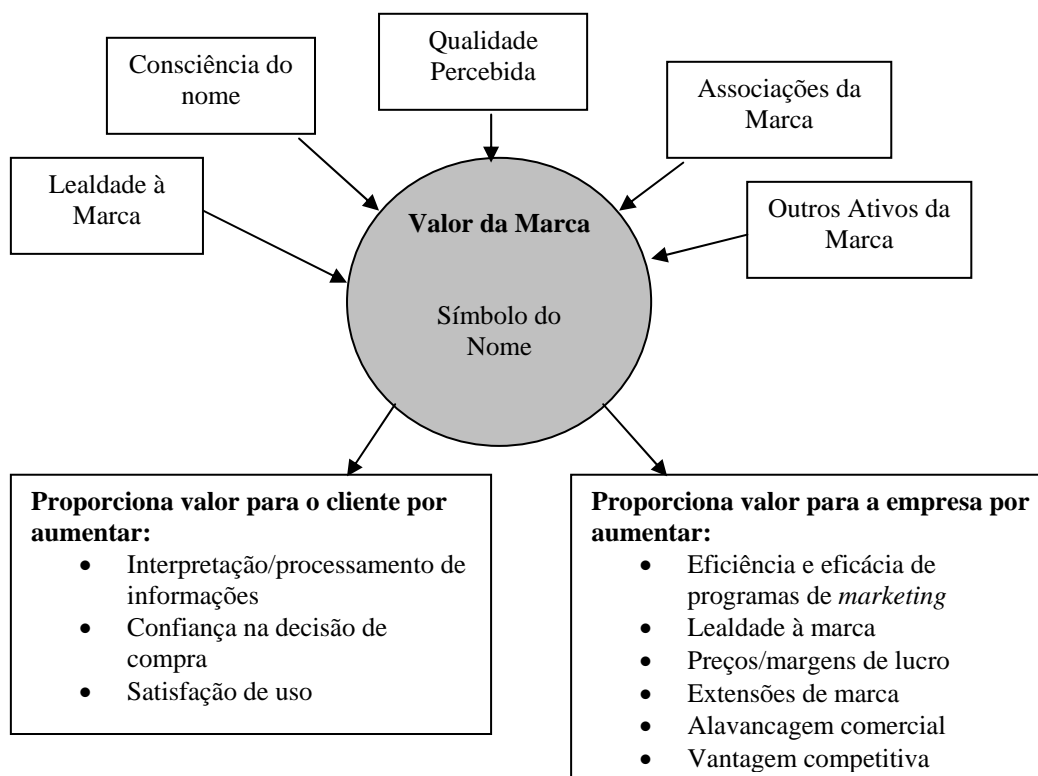 Qualidade
Percebida
Consciência do
nome
Associações da
Marca
Lealdade à
Marca
Outros Ativos da
Marca
Valor da Marca
Símbolo do
Nome
Proporciona valor para o cliente por
aumentar:
• Interpretação/processamento de
informações
• Confiança na decisão de
compra
• Satisfação de uso
Proporciona valor para a empresa por
aumentar:
• Eficiência e eficácia de
programas de marketing
• Lealdade à marca
• Preços/margens de lucro
• Extensões de marca
• Alavancagem comercial
• Vantagem competitiva